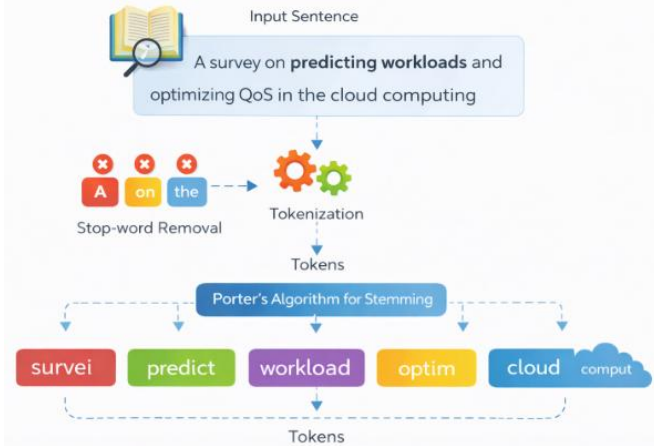 Input Sentence
A survey on predicting workloads and
optimizing QoS in the cloud computing
A on the
Stop-word Removal
Tokenization
Tokens
Porter's Algorithm for Stemming
survei predict workload optim cloud comput
Tokens